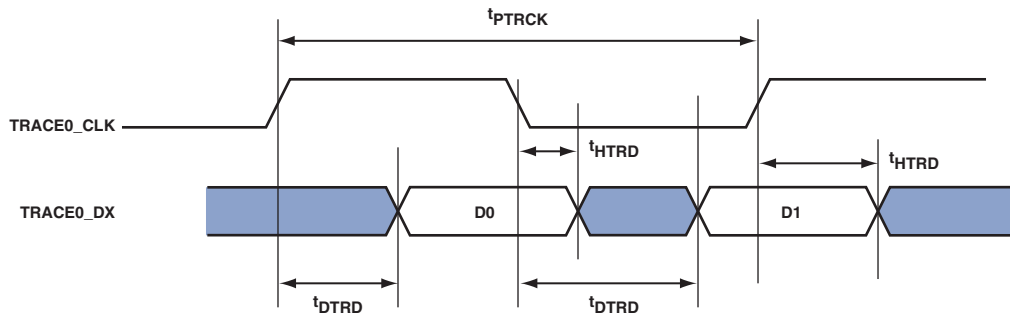 tPTRCK
TRACE0_CLK
tHTRD
tHTRD
TRACE0_DX
D0
D1
tDTRD
tDTRD